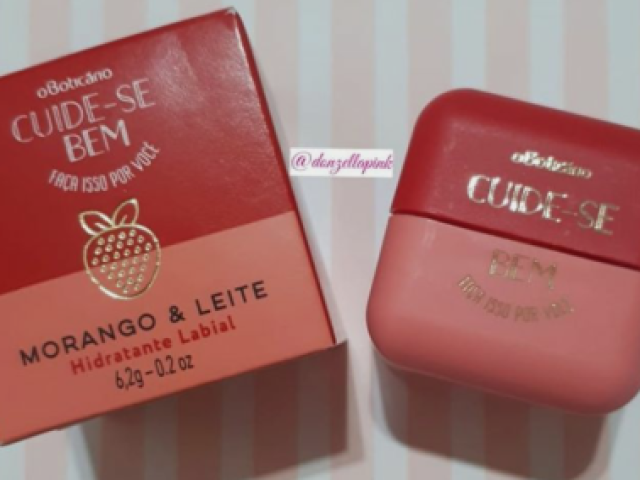 oBoticário
CUIDE-SE
BEM
FAÇA ISSO POR VOCÊ
MORANGO & LEITE
Hidratante Labial
6,2g-0.2 oz
@donzellapink
oBoticário
CUIDE-SE
BEM
FAÇA ISSO POR VOCÊ